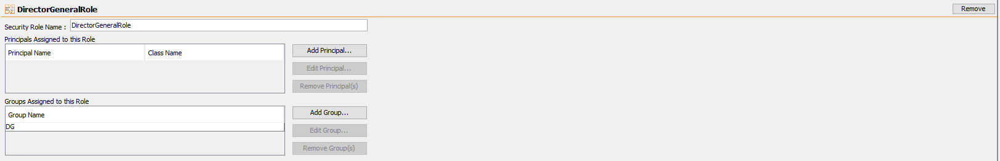 DirectorGeneralRole
Remove
Security Role Name : DirectorGeneralRole
Principals Assigned to this Role
Principal Name Class Name
Add Principal...
Edit Principal...
Remove Principal(s)
Groups Assigned to this Role
Group Name
DG
Add Group...
Edit Group...
Remove Group(s)